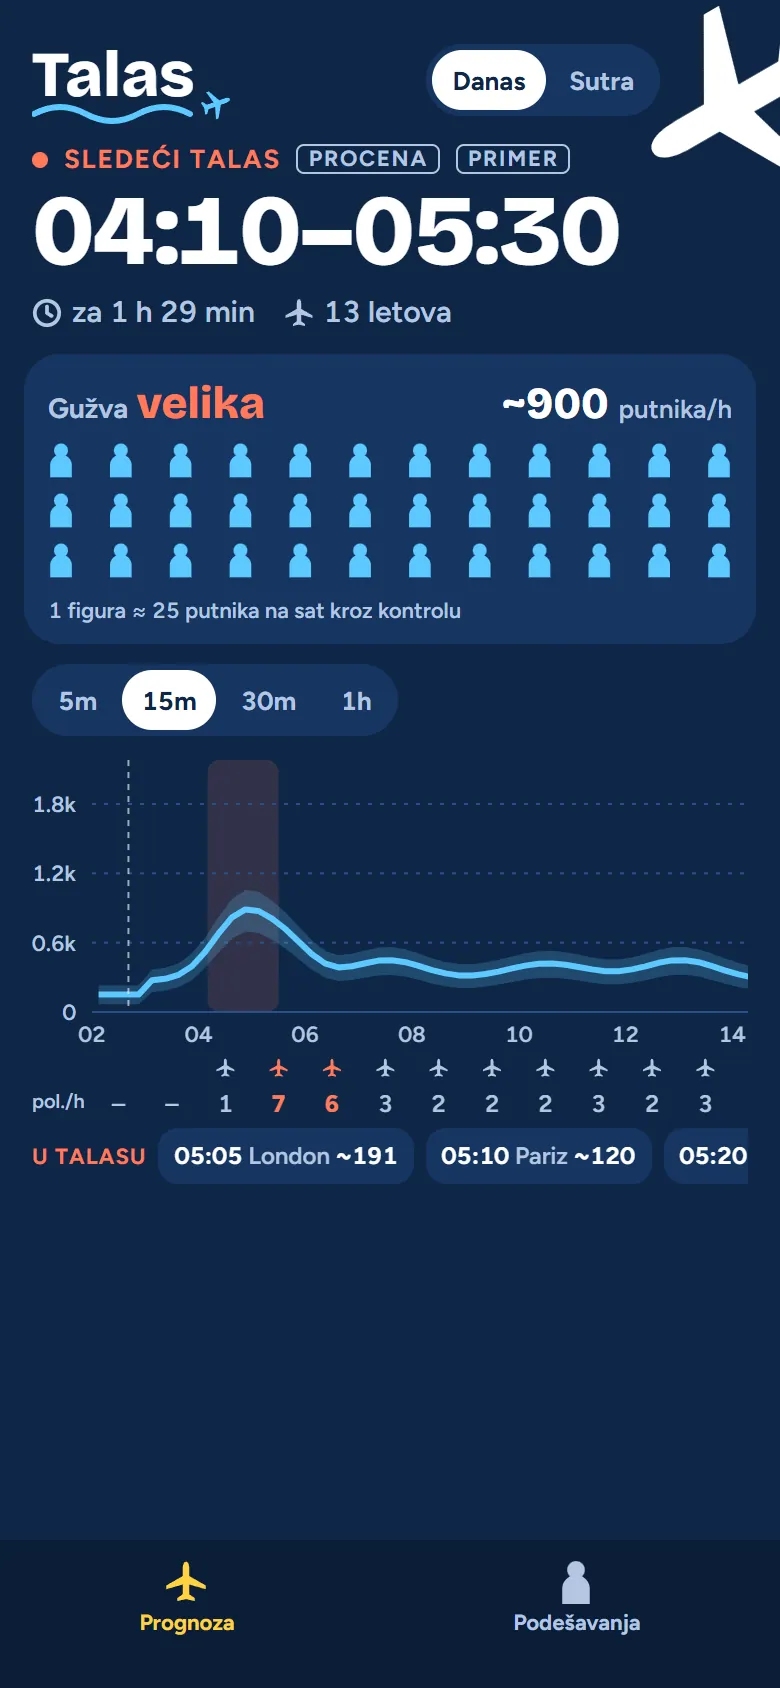 Talas
Danas Sutra
SLEDEĆI TALAS PROCENA PRIMER
04:10–05:30
za 1 h 29 min 13 letova
Gužva velika ~900 putnika/h
1 figura ≈ 25 putnika na sat kroz kontrolu
5m 15m 30m 1h
1.8k
1.2k
0.6k
0
02 04 06 08 10 12 14
pol./h – – 1 7 6 3 2 2 2 3 2 3
U TALASU 05:05 London ~191 05:10 Pariz ~120 05:20
Prognoza Podešavanja